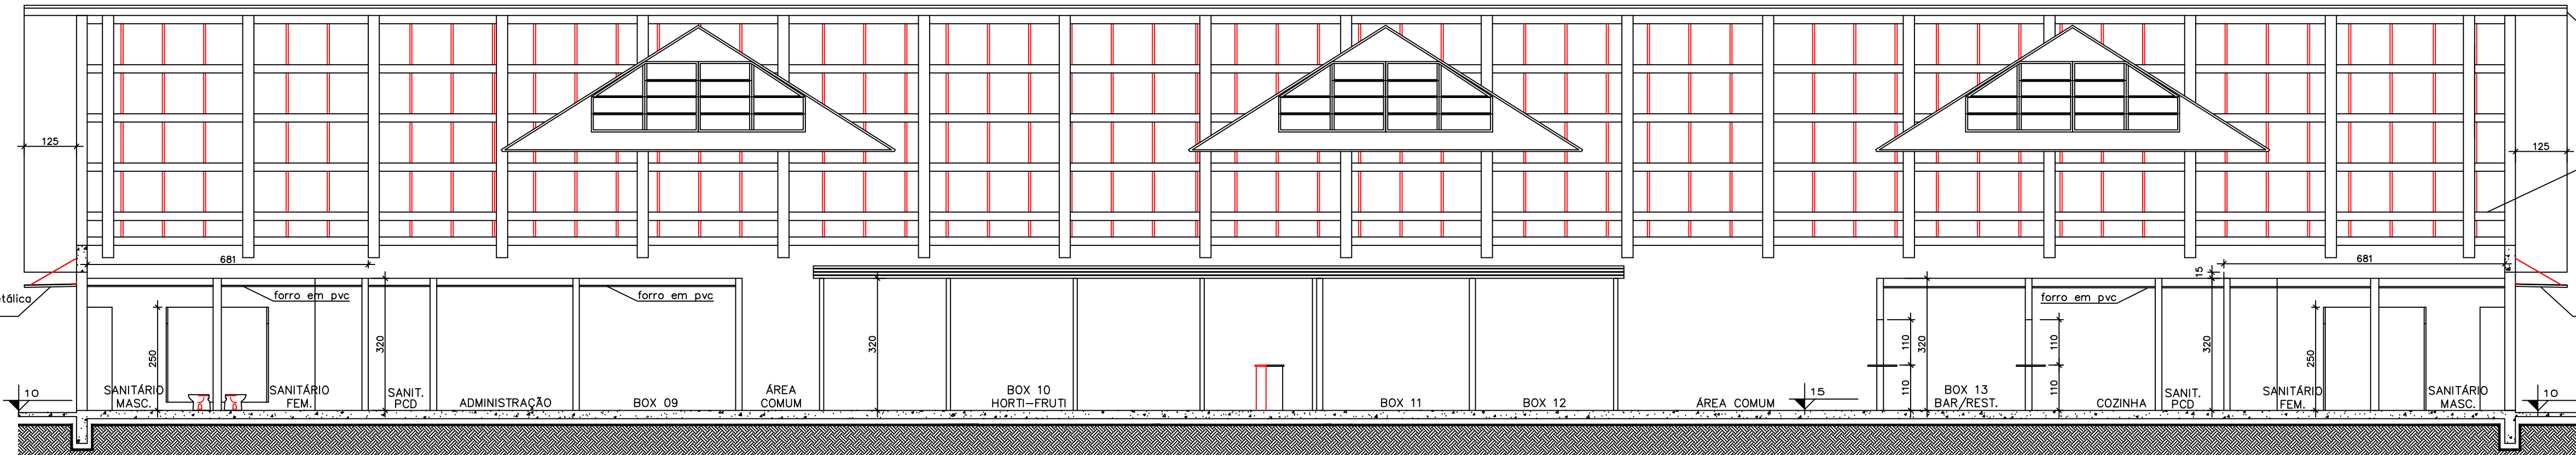 125
125
681
681
15
etálica
forro em pvc
forro em pvc
forro em pvc
250
320
320
110
110
320
110
110
320
250
10
SANITÁRIO
MASC.
SANITÁRIO
FEM.
SANIT.
PCD
ADMINISTRAÇÃO
BOX 09
ÁREA
COMUM
BOX 10
HORTI-FRUTI
BOX 11
BOX 12
ÁREA COMUM
15
BOX 13
BAR/REST.
COZINHA
SANIT.
PCD
SANITÁRIO
FEM.
SANITÁRIO
MASC.
10